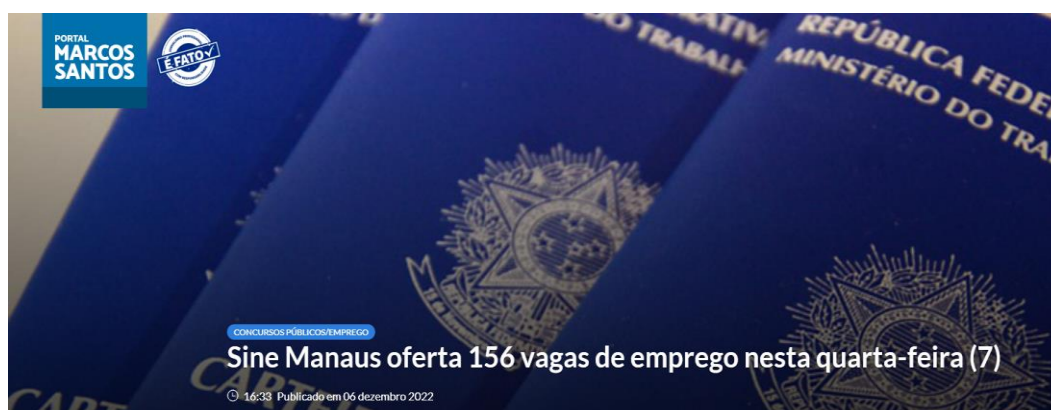 PORTAL
MARCOS
SANTOS
É FATO
REPÚBLICA FEDE
MINISTÉRIO DO TRA
O TRABALH
CONCURSOS PÚBLICOS/EMPREGO
Sine Manaus oferta 156 vagas de emprego nesta quarta-feira (7)
16:33 Publicado em 06 dezembro 2022